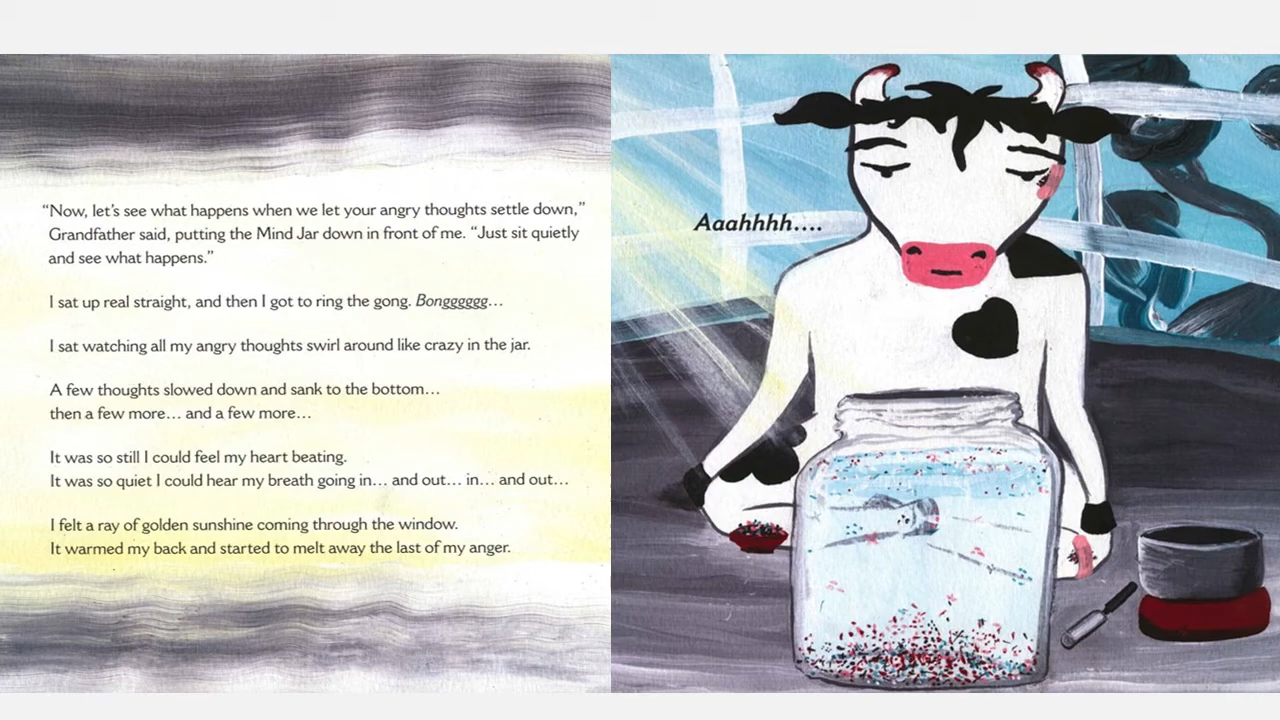 “Now, let’s see what happens when we let your angry thoughts settle down,”
Grandfather said, putting the Mind Jar down in front of me. “Just sit quietly
and see what happens.”
I sat up real straight, and then I got to ring the gong. Bongggggg…
I sat watching all my angry thoughts swirl around like crazy in the jar.
A few thoughts slowed down and sank to the bottom…
then a few more… and a few more…
It was so still I could feel my heart beating.
It was so quiet I could hear my breath going in… and out… in… and out…
I felt a ray of golden sunshine coming through the window.
It warmed my back and started to melt away the last of my anger.
Aaahhhh....